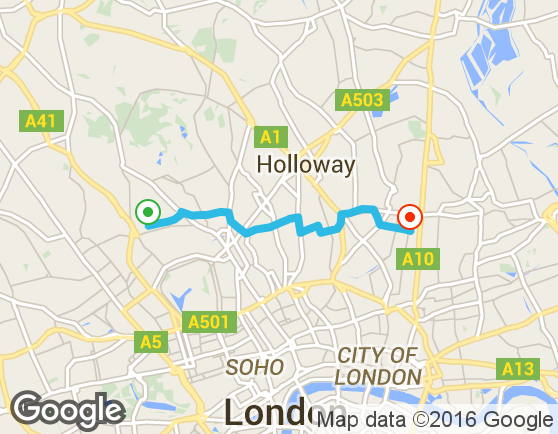 A41
A503
A1
Holloway
A10
A501
A5
SOHO
CITY OF
LONDON
A13
London
Google
Map data ©2016 Google